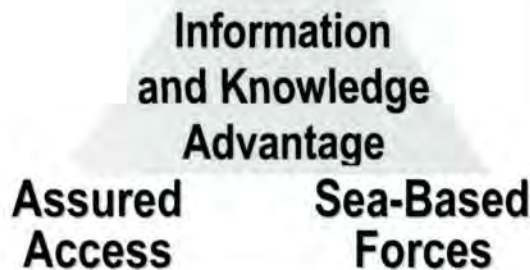 Information
and Knowledge
Advantage
Assured Sea-Based
Access Forces